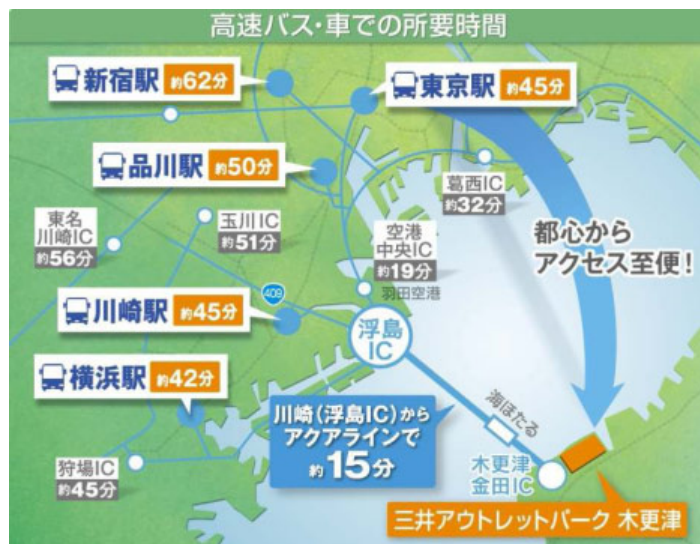 高速バス・車での所要時間
新宿駅 約62分
東京駅 約45分
品川駅 約50分
葛西IC
約32分
東名
川崎IC
約56分
玉川IC
約51分
空港
中央IC
約19分
羽田空港
都心から
アクセス至便!
409
川崎駅 約45分
浮島
IC
横浜駅 約42分
川崎(浮島IC)から
アクアラインで
約15分
海ほたる
狩場IC
約45分
木更津
金田IC
三井アウトレットパーク 木更津